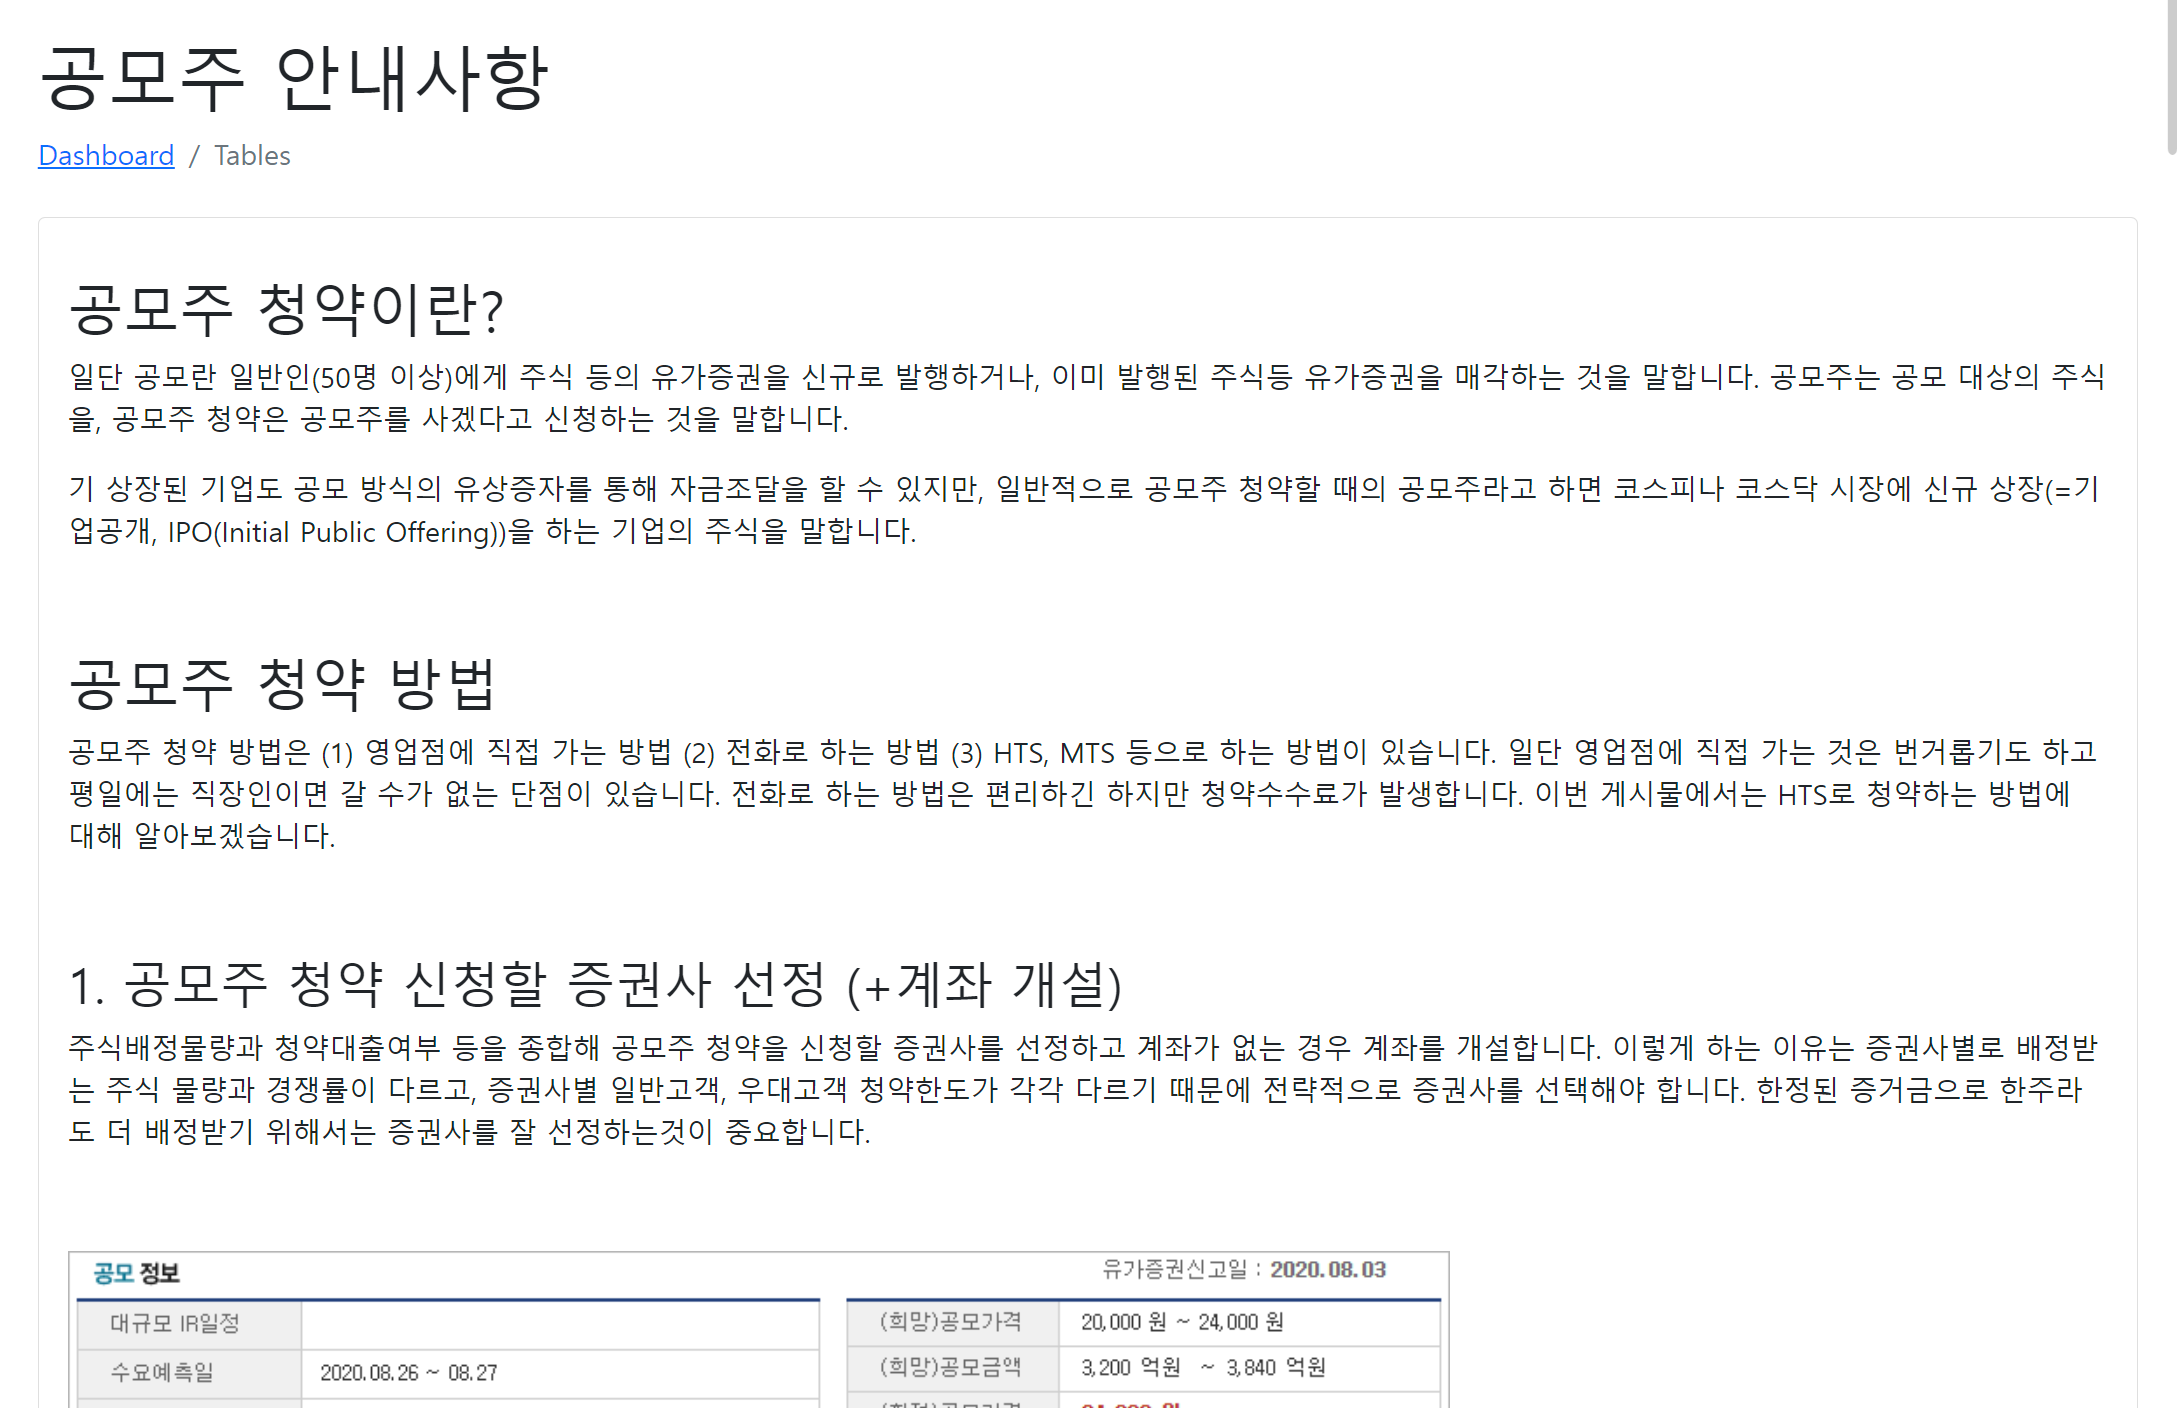 공모주 안내사항
Dashboard / Tables
공모주 청약이란?
일단 공모란 일반인(50명 이상)에게 주식 등의 유가증권을 신규로 발행하거나, 이미 발행된 주식등 유가증권을 매각하는 것을 말합니다. 공모주는 공모 대상의 주식
을, 공모주 청약은 공모주를 사겠다고 신청하는 것을 말합니다.
기 상장된 기업도 공모 방식의 유상증자를 통해 자금조달을 할 수 있지만, 일반적으로 공모주 청약할 때의 공모주라고 하면 코스피나 코스닥 시장에 신규 상장(=기
업공개, IPO(Initial Public Offering))을 하는 기업의 주식을 말합니다.
공모주 청약 방법
공모주 청약 방법은 (1) 영업점에 직접 가는 방법 (2) 전화로 하는 방법 (3) HTS, MTS 등으로 하는 방법이 있습니다. 일단 영업점에 직접 가는 것은 번거롭기도 하고
평일에는 직장인이면 갈 수가 없는 단점이 있습니다. 전화로 하는 방법은 편리하긴 하지만 청약수수료가 발생합니다. 이번 게시물에서는 HTS로 청약하는 방법에
대해 알아보겠습니다.
1. 공모주 청약 신청할 증권사 선정 (+계좌 개설)
주식배정물량과 청약대출여부 등을 종합해 공모주 청약을 신청할 증권사를 선정하고 계좌가 없는 경우 계좌를 개설합니다. 이렇게 하는 이유는 증권사별로 배정받
는 주식 물량과 경쟁률이 다르고, 증권사별 일반고객, 우대고객 청약한도가 각각 다르기 때문에 전략적으로 증권사를 선택해야 합니다. 한정된 증거금으로 한주라
도 더 배정받기 위해서는 증권사를 잘 선정하는것이 중요합니다.
공모 정보
유가증권신고일 : 2020.08.03
대규모 IR일정
(희망)공모가격 20,000 원 ~ 24,000 원
수요예측일 2020.08.26 ~ 08.27
(희망)공모금액 3,200 억원 ~ 3,840 억원